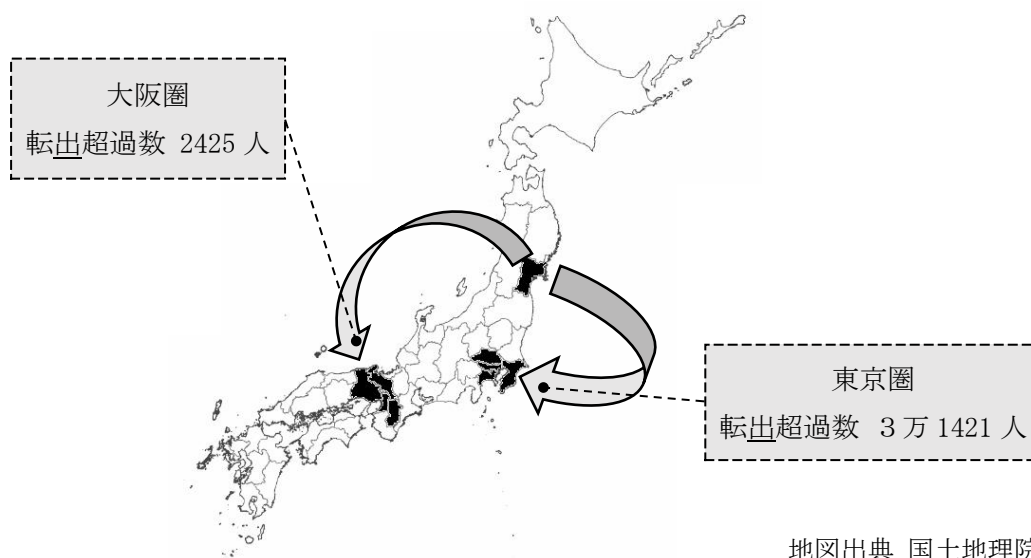 大阪圏
転出超過数 2425 人
東京圏
転出超過数 3万 1421 人
地図出典 国土地理院